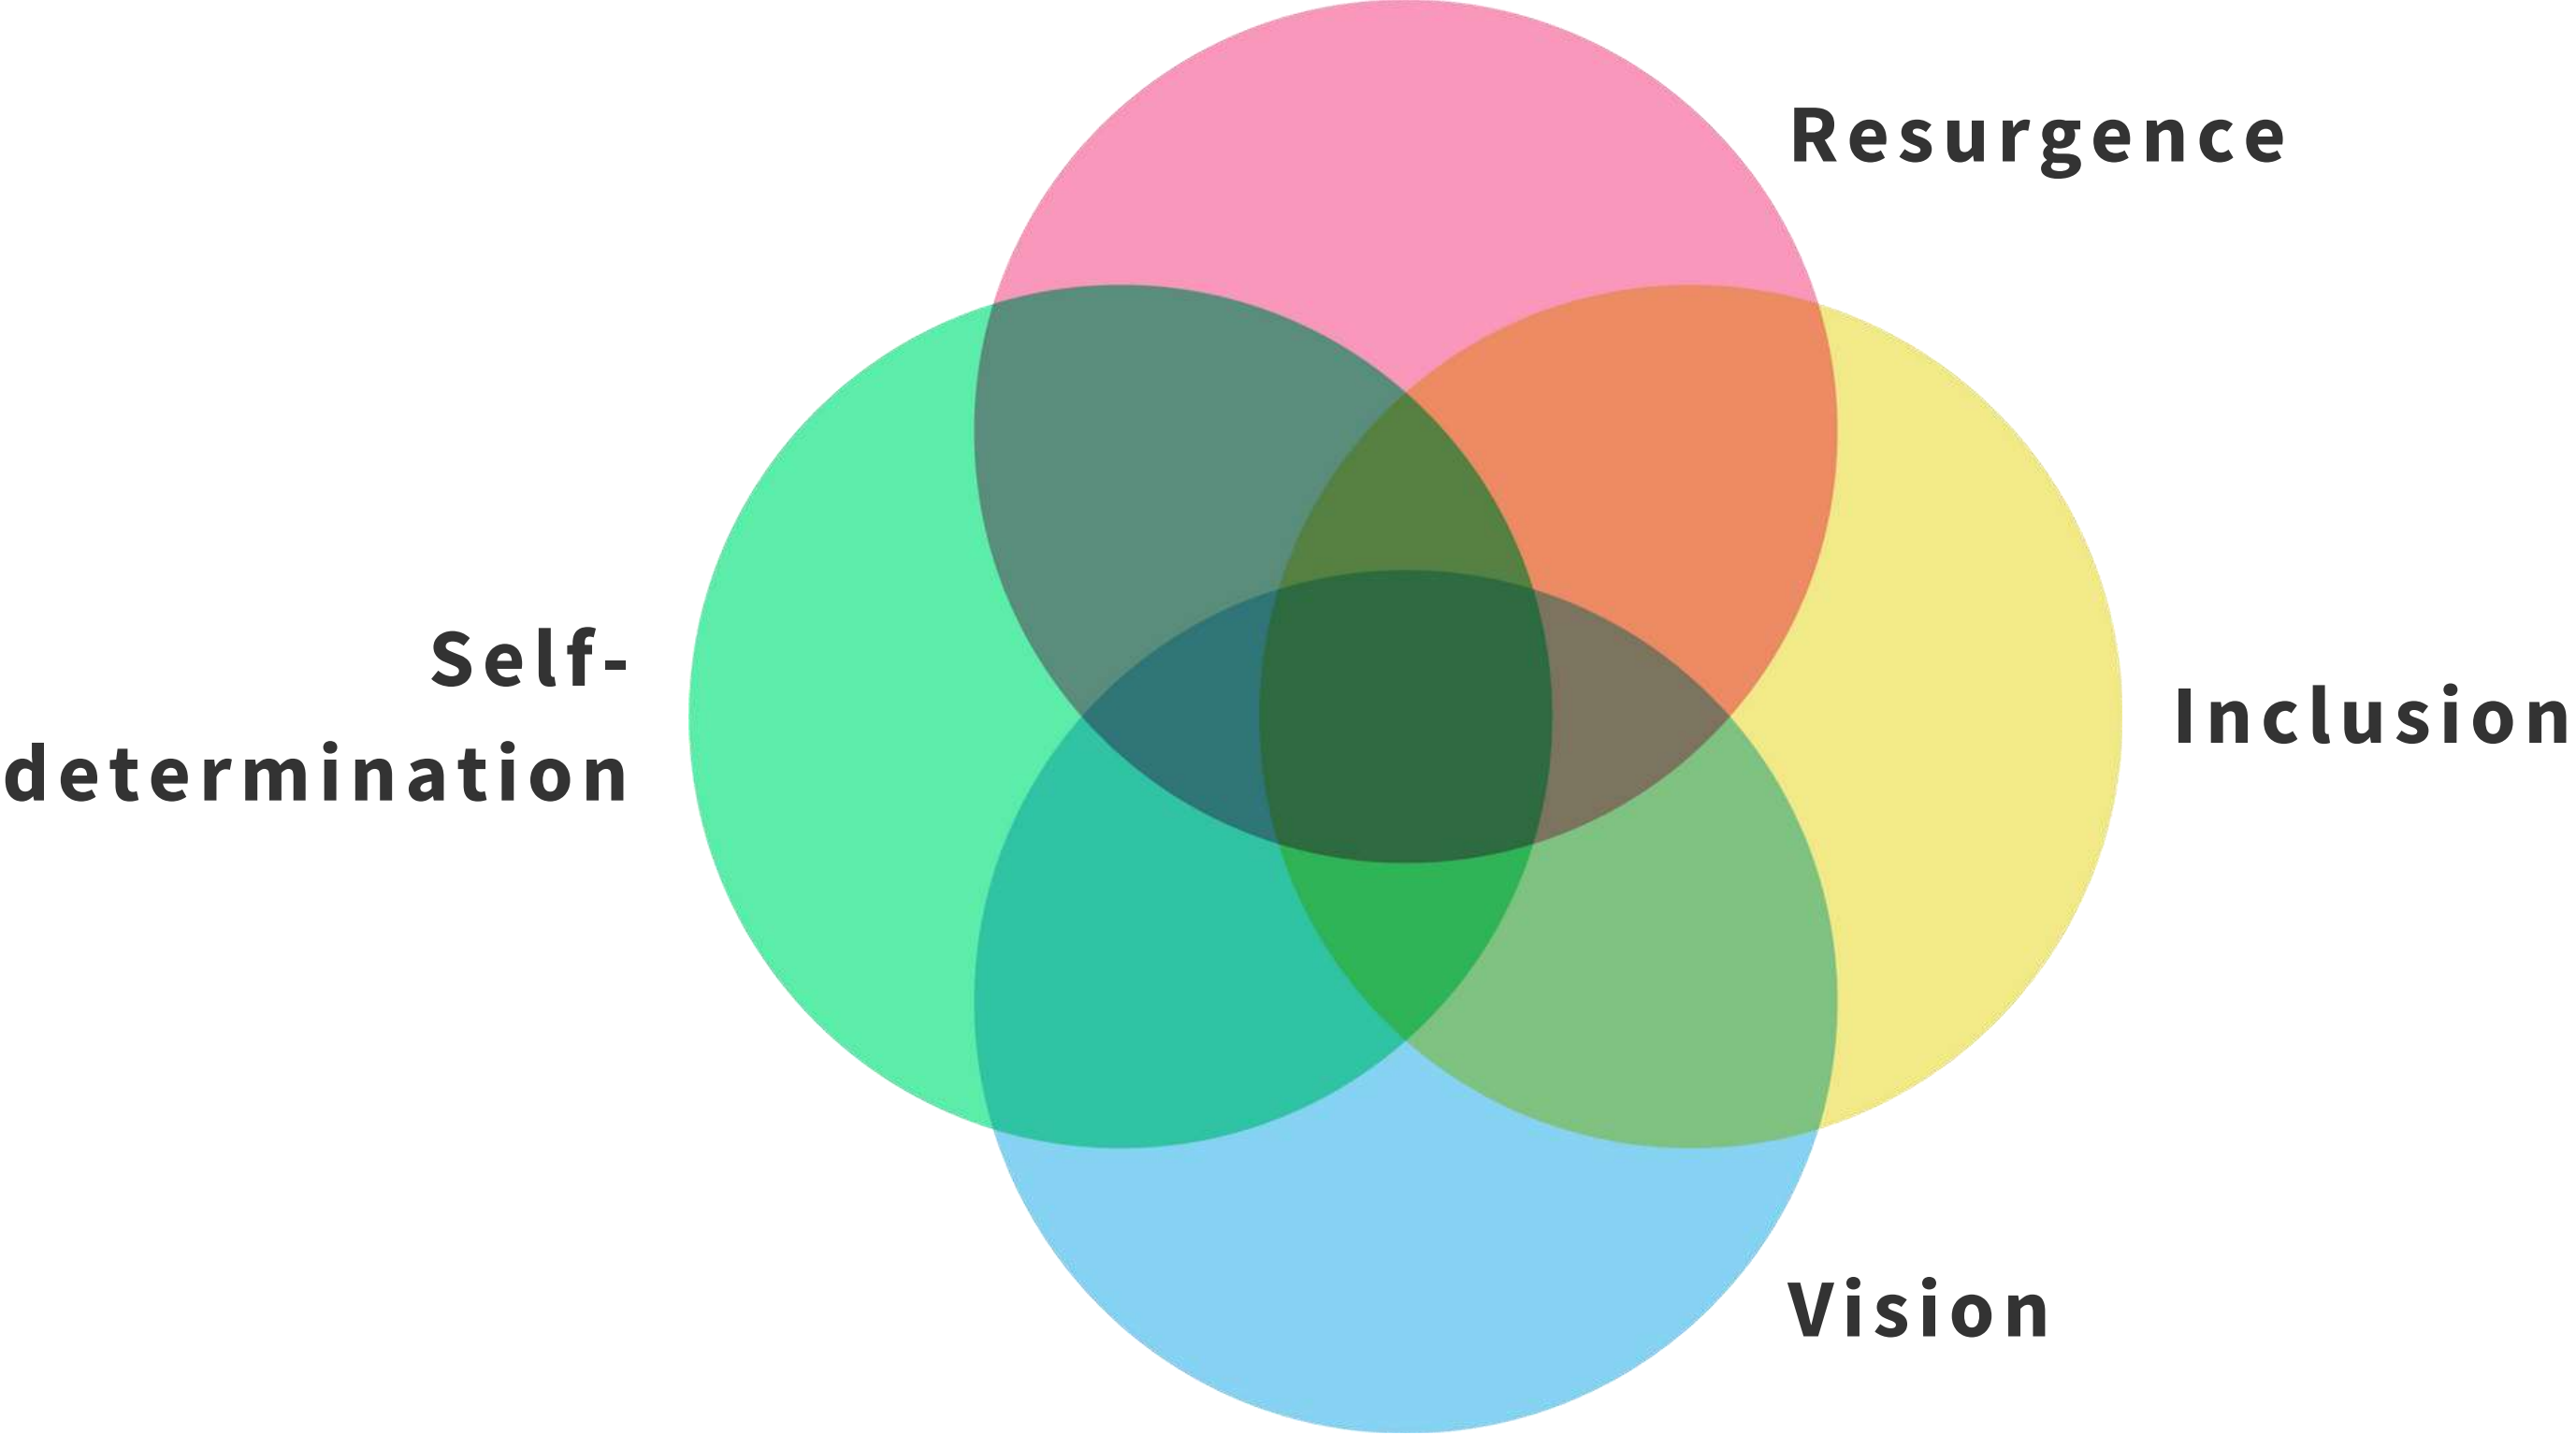 Resurgence
Self-
determination
Inclusion
Vision